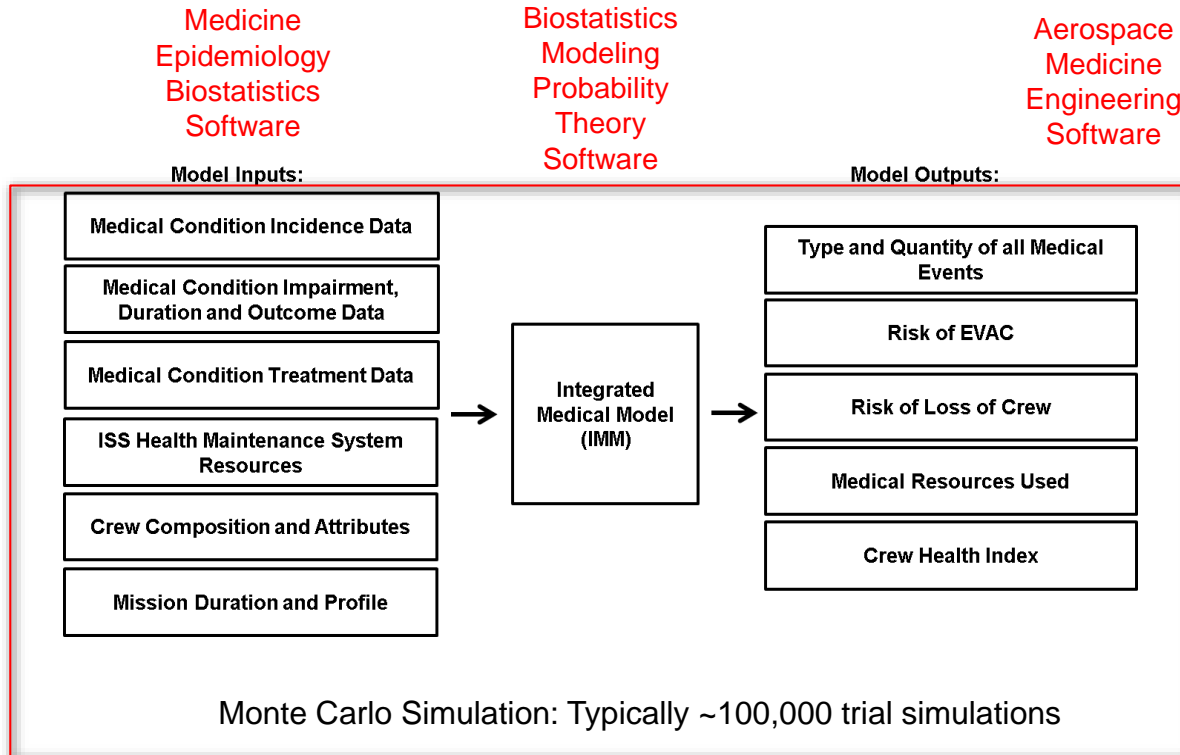 Medicine
Epidemiology
Biostatistics
Software
Biostatistics
Modeling
Probability
Theory
Software
Aerospace
Medicine
Engineering
Software
Model Inputs:
Medical Condition Incidence Data
Medical Condition Impairment,
Duration and Outcome Data
Medical Condition Treatment Data
ISS Health Maintenance System
Resources
Crew Composition and Attributes
Mission Duration and Profile
Integrated
Medical Model
(IMM)
Model Outputs:
Type and Quantity of all Medical
Events
Risk of EVAC
Risk of Loss of Crew
Medical Resources Used
Crew Health Index
Monte Carlo Simulation: Typically ~100,000 trial simulations